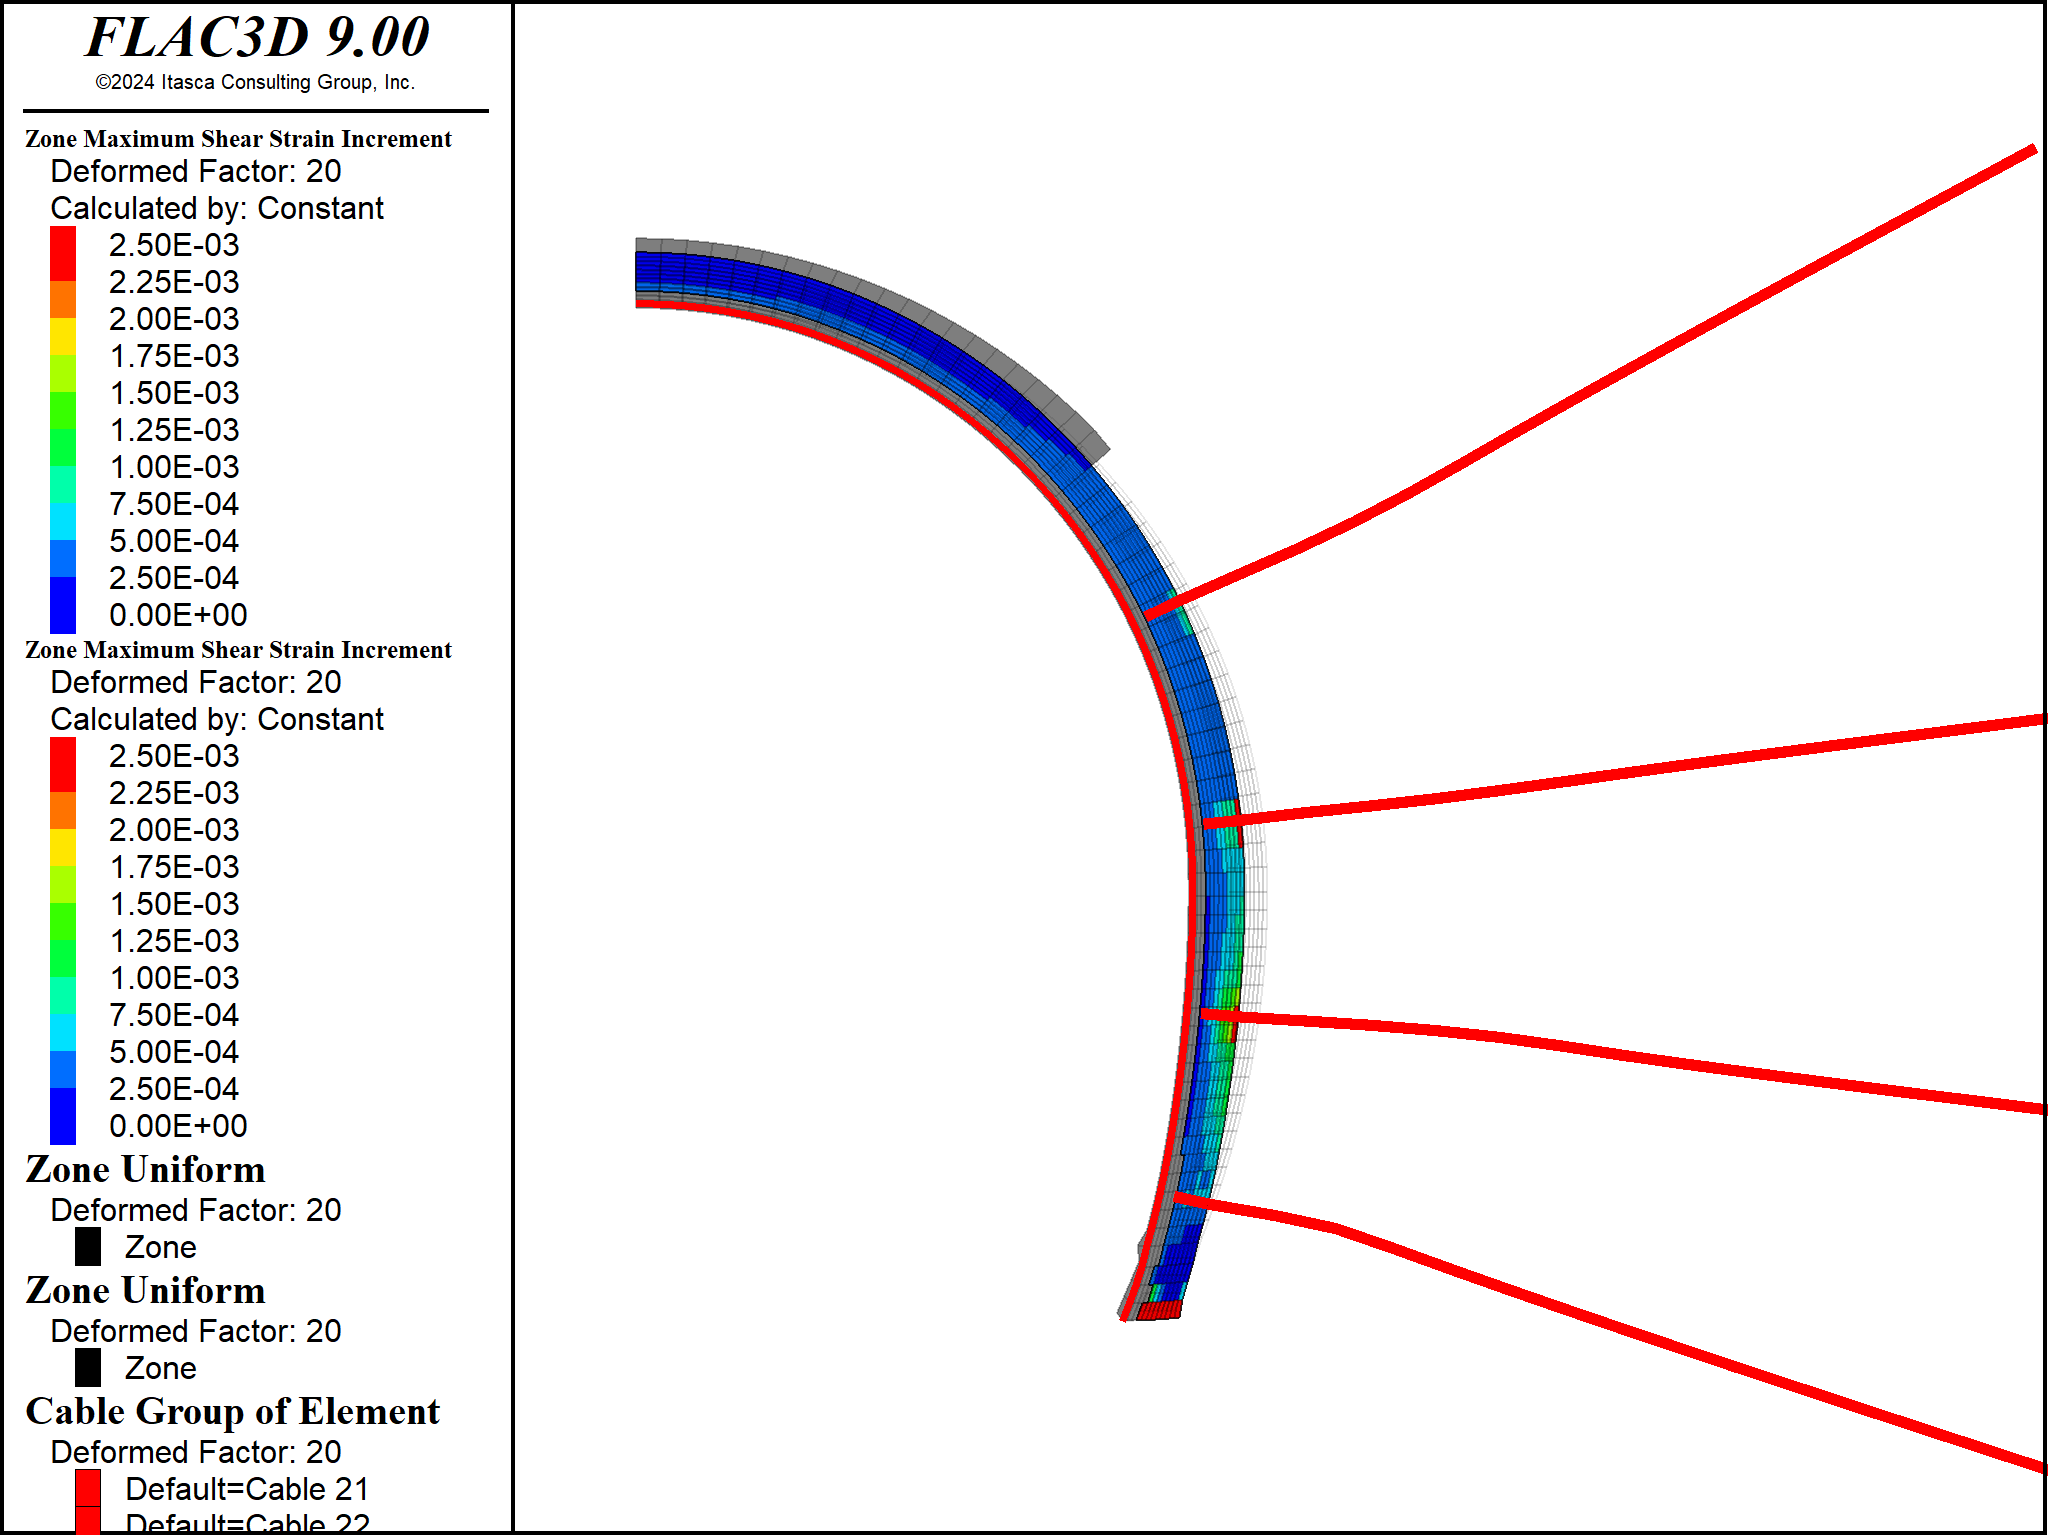 FLAC3D 9.00
©2024 Itasca Consulting Group, Inc.
Zone Maximum Shear Strain Increment
Deformed Factor: 20
Calculated by: Constant
2.50E-03
2.25E-03
2.00E-03
1.75E-03
1.50E-03
1.25E-03
1.00E-03
7.50E-04
5.00E-04
2.50E-04
0.00E+00
Zone Maximum Shear Strain Increment
Deformed Factor: 20
Calculated by: Constant
2.50E-03
2.25E-03
2.00E-03
1.75E-03
1.50E-03
1.25E-03
1.00E-03
7.50E-04
5.00E-04
2.50E-04
0.00E+00
Zone Uniform
Deformed Factor: 20
Zone
Zone Uniform
Deformed Factor: 20
Zone
Cable Group of Element
Deformed Factor: 20
Default=Cable 21
Default=Cable 22